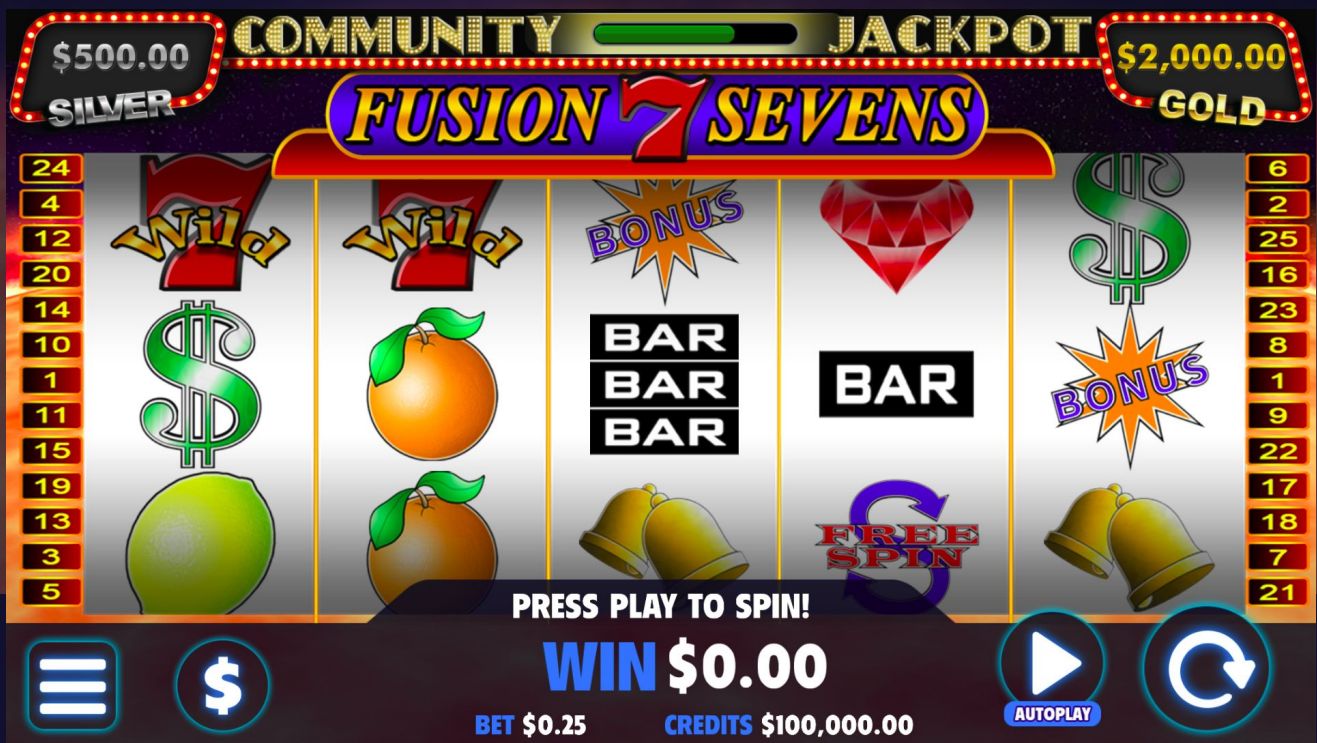 COMMUNITY JACKPOT
$500.00
SILVER
$2,000.00
GOLD
FUSION 7 SEVENS
24
4
12
20
14
10
1
11
15
19
13
3
5
Wild
Wild
BONUS
BAR
BAR
BAR
BAR
BONUS
FREE
SPIN
6
2
25
16
23
8
1
9
22
17
18
7
21
PRESS PLAY TO SPIN!
WIN $0.00
BET $0.25 CREDITS $100,000.00
$
AUTOPLAY